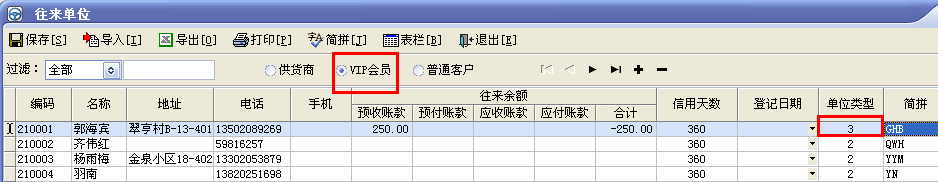 往来单位
保存[S] 导入[I] 导出[O] 打印[P] 简拼[J] 表栏[B] 退出[E]
过滤： 全部 供货商 VIP会员 普通客户
编码 名称 地址 电话 手机 往来余额 信用天数 登记日期 单位类型 简拼
预收账款 预付账款 应收账款 应付账款 合计
210001 郭海宾 翠亨村B-13-401 13502089269 250.00 -250.00 360 3 GHB
210002 齐伟红 59816257 360 2 QWH
210003 杨雨梅 金泉小区18-402 13302053879 360 2 YYM
210004 羽南 13820251698 360 2 YN